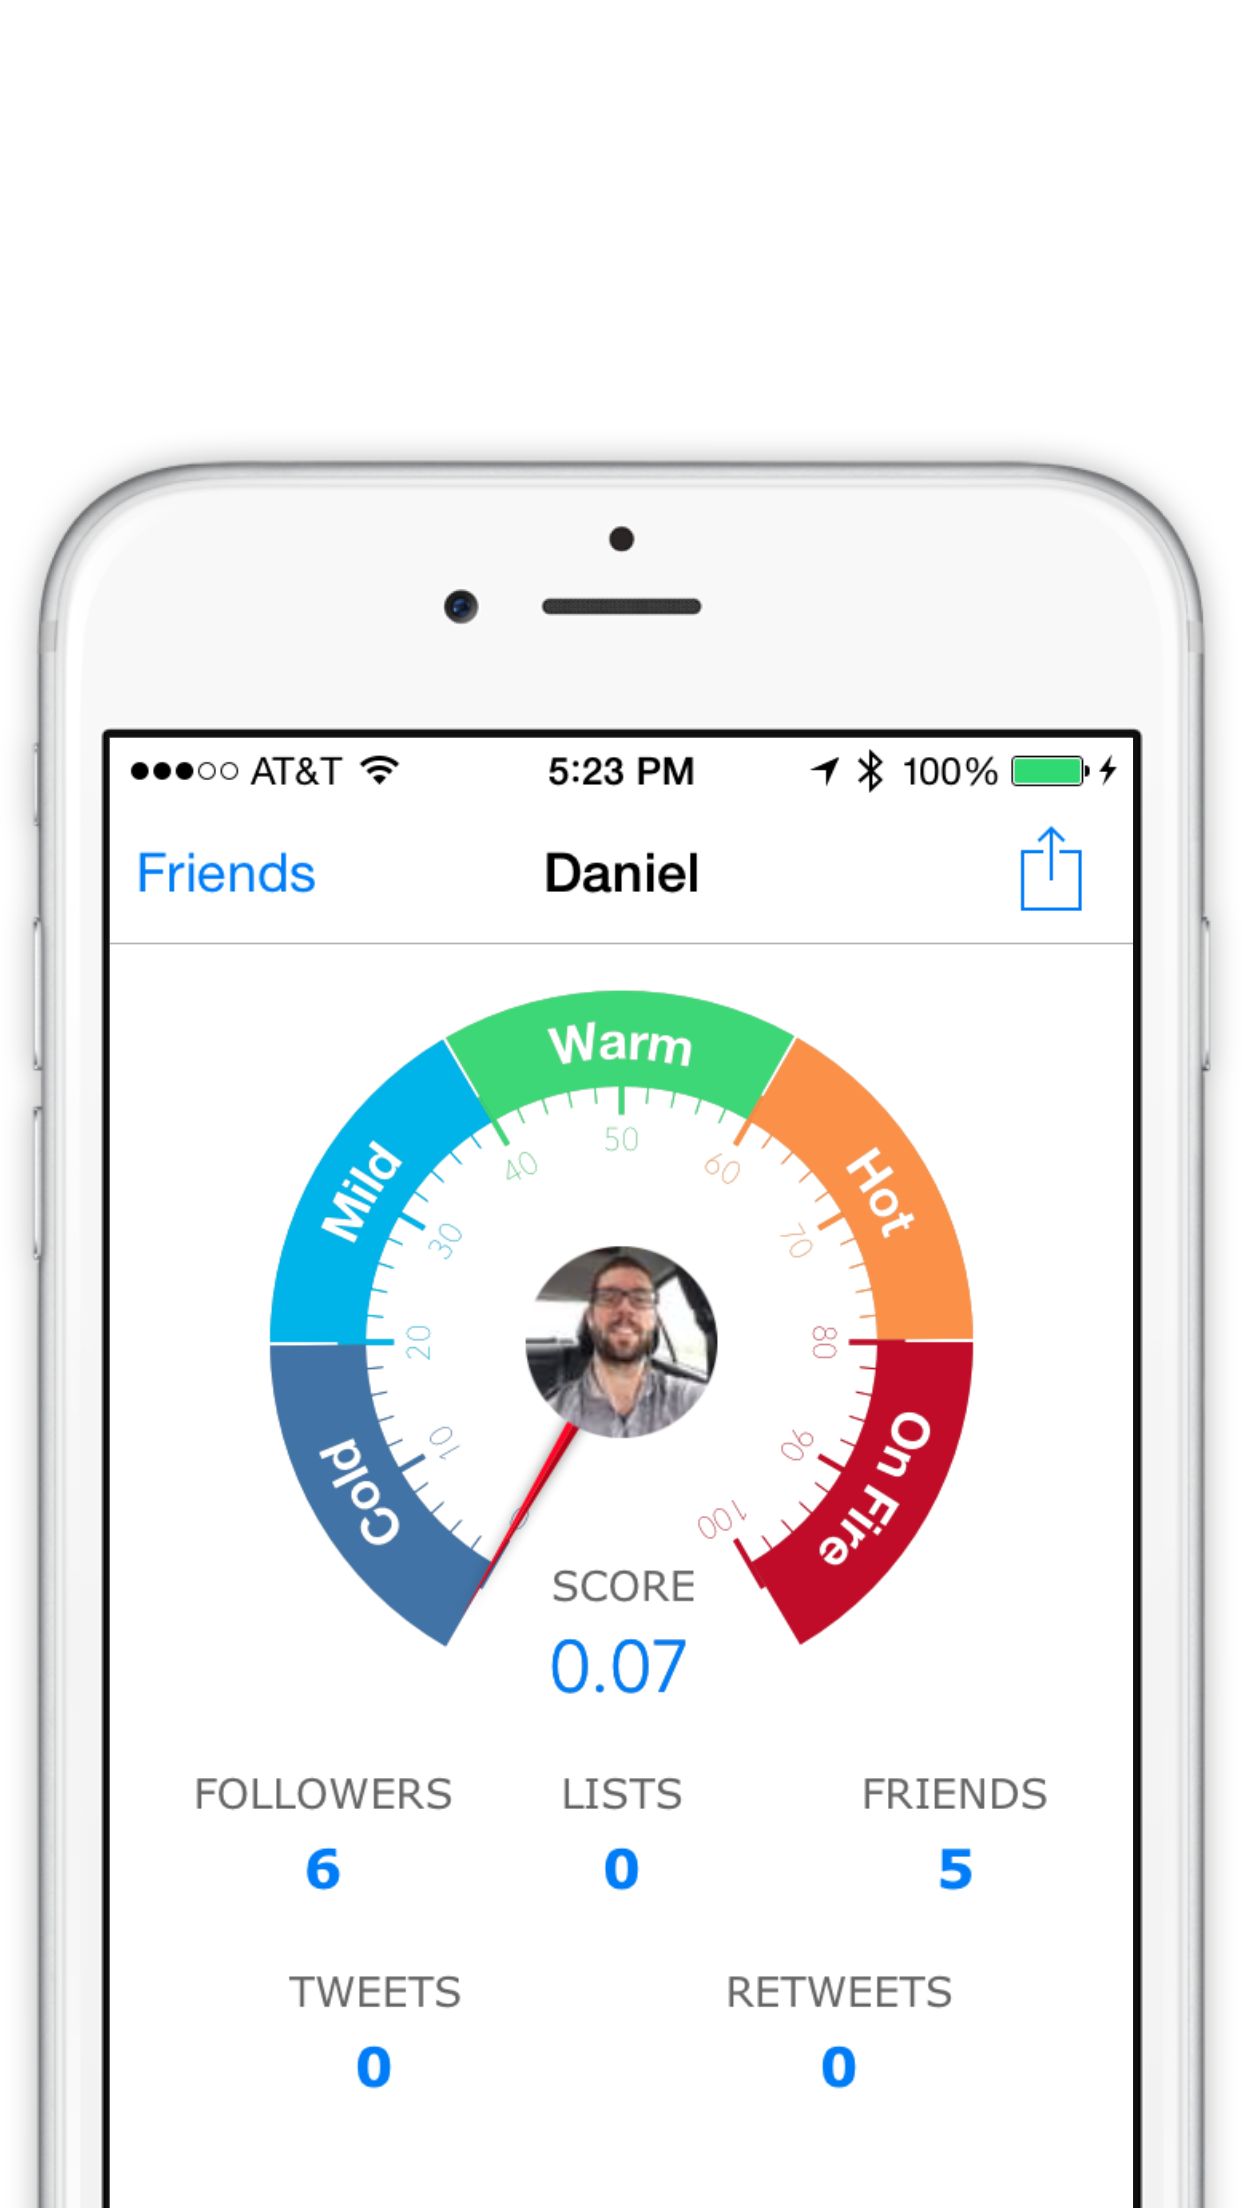 AT&T 5:23 PM 100%
Friends Daniel
Cold Mild Warm Hot On Fire
0 10 20 30 40 50 60 70 80 90 100
SCORE
0.07
FOLLOWERS LISTS FRIENDS
6 0 5
TWEETS RETWEETS
0 0